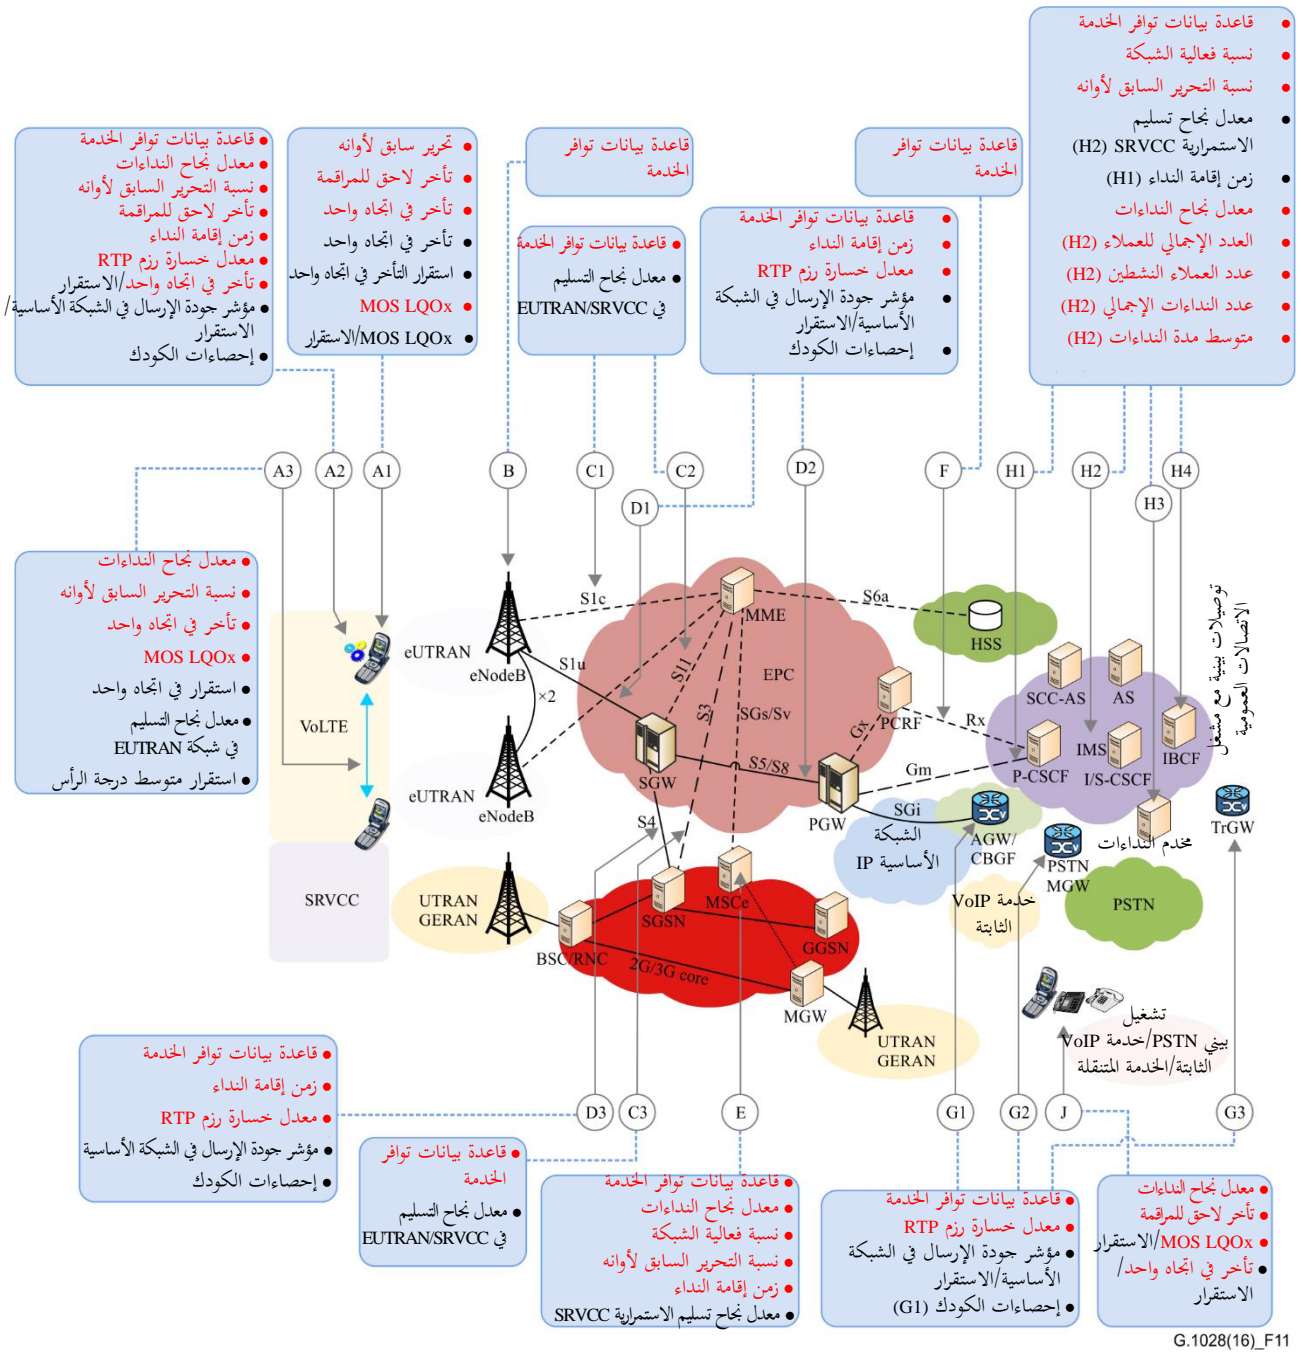 قاعدة بيانات توافر الخدمة
نسبة فعالية الشبكة
نسبة التحرير السابق لأوانه
معدل نجاح تسليم
الاستمرارية SRVCC (H2)
زمن إقامة النداء (H1)
معدل نجاح النداءات
العدد الإجمالي للعملاء (H2)
عدد العملاء النشطين (H2)
عدد النداءات الإجمالي (H2)
متوسط مدة النداءات (H2)
قاعدة بيانات توافر
الخدمة
قاعدة بيانات توافر
الخدمة
تحرير سابق لأوانه
تأخر لاحق للمراقمة
تأخر في اتجاه واحد
تأخر في اتجاه واحد
استقرار التأخر في اتجاه واحد
MOS LQOx
MOS LQOx/الاستقرار
قاعدة بيانات توافر الخدمة
معدل نجاح النداءات
نسبة التحرير السابق لأوانه
تأخر لاحق للمراقمة
زمن إقامة النداء
معدل خسارة رزم RTP
تأخر في اتجاه واحد/الاستقرار
مؤشر جودة الإرسال في الشبكة الأساسية/
الاستقرار
إحصاءات الكودك
قاعدة بيانات توافر الخدمة
زمن إقامة النداء
معدل خسارة رزم RTP
مؤشر جودة الإرسال في الشبكة
الأساسية/الاستقرار
إحصاءات الكودك
قاعدة بيانات توافر الخدمة
معدل نجاح التسليم
في EUTRAN/SRVCC
A3
A2
A1
B
C1
C2
D1
D2
F
H1
H2
H3
H4
معدل نجاح النداءات
نسبة التحرير السابق لأوانه
تأخر في اتجاه واحد
MOS LQOx
استقرار في اتجاه واحد
معدل نجاح التسليم
في شبكة EUTRAN
استقرار متوسط درجة الرأس
توصيلات بينية مع مشغل
الاتصالات العمومية
S1c
MME
S6a
HSS
eUTRAN
eNodeB
S1u
S11
EPC
SCC-AS
AS
×2
S3
SGs/Sv
PCRF
Rx
VoLTE
Gx
IMS
P-CSCF
I/S-CSCF
IBCF
SGW
S5/S8
Gm
eUTRAN
eNodeB
PGW
SGi
S4
الشبكة
الأساسية IP
AGW/
CBGF
PSTN
MGW
مخدم النداءات
TrGW
SRVCC
UTRAN
GERAN
SGSN
MSCe
خدمة VoIP
الثابتة
PSTN
BSC/RNC
GGSN
2G/3G core
MGW
UTRAN
GERAN
تشغيل
بيني PSTN/خدمة VoIP
الثابتة/الخدمة المتنقلة
D3
C3
E
G1
G2
J
G3
قاعدة بيانات توافر الخدمة
زمن إقامة النداء
معدل خسارة رزم RTP
مؤشر جودة الإرسال في الشبكة الأساسية
إحصاءات الكودك
قاعدة بيانات توافر
الخدمة
معدل نجاح التسليم
في EUTRAN/SRVCC
قاعدة بيانات توافر الخدمة
معدل نجاح النداءات
نسبة فعالية الشبكة
نسبة التحرير السابق لأوانه
زمن إقامة النداء
معدل نجاح تسليم الاستمرارية SRVCC
قاعدة بيانات توافر الخدمة
معدل خسارة رزم RTP
مؤشر جودة الإرسال في الشبكة
الأساسية/الاستقرار
إحصاءات الكودك (G1)
معدل نجاح النداءات
تأخر لاحق للمراقمة
MOS LQOx/الاستقرار
تأخر في اتجاه واحد/
الاستقرار
G.1028(16)_F11